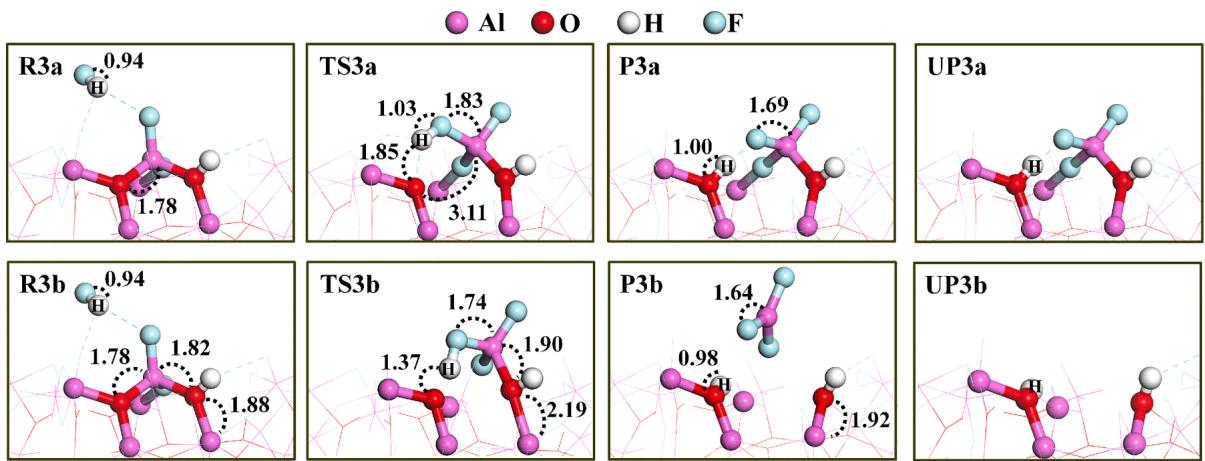 Al O H F
R3a TS3a P3a UP3a
0.94
H
1.78
1.03 1.83
H
1.85
3.11
1.69
1.00
H
H
R3b TS3b P3b UP3b
0.94
H
1.78 1.82
1.88
1.74
H
1.37 1.90
2.19
1.64
0.98
H
1.92
H